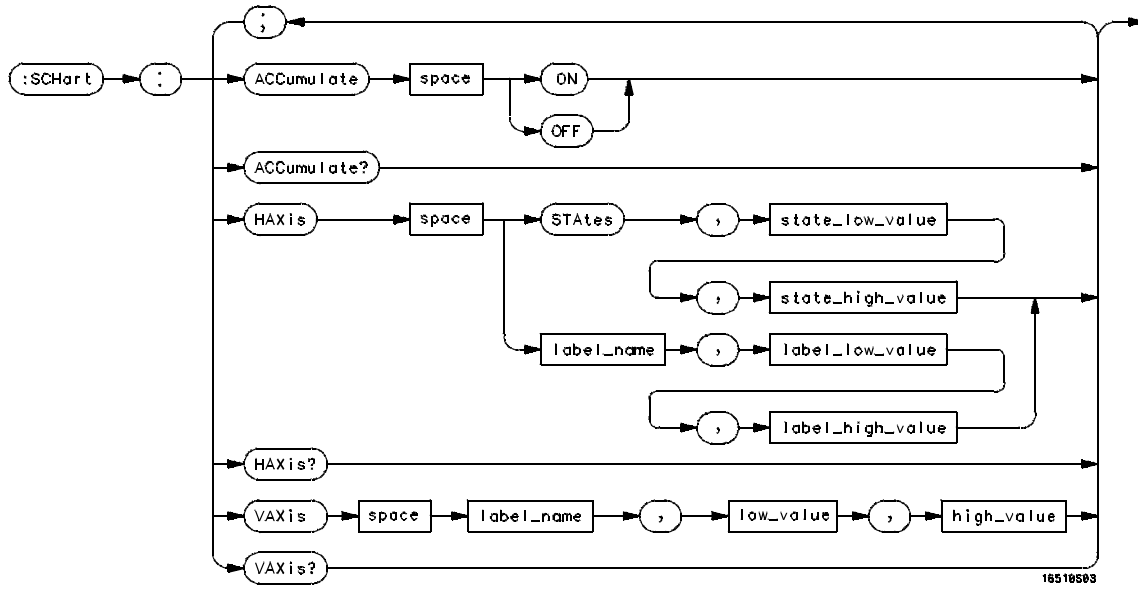 ;
:SCHart : ACCumulate space ON
OFF
ACCumulate?
HAXis space STAtes , state_low_value
, state_high_value
label_name , label_low_value
, label_high_value
HAXis?
VAXis space label_name , low_value , high_value
VAXis?
16510S03